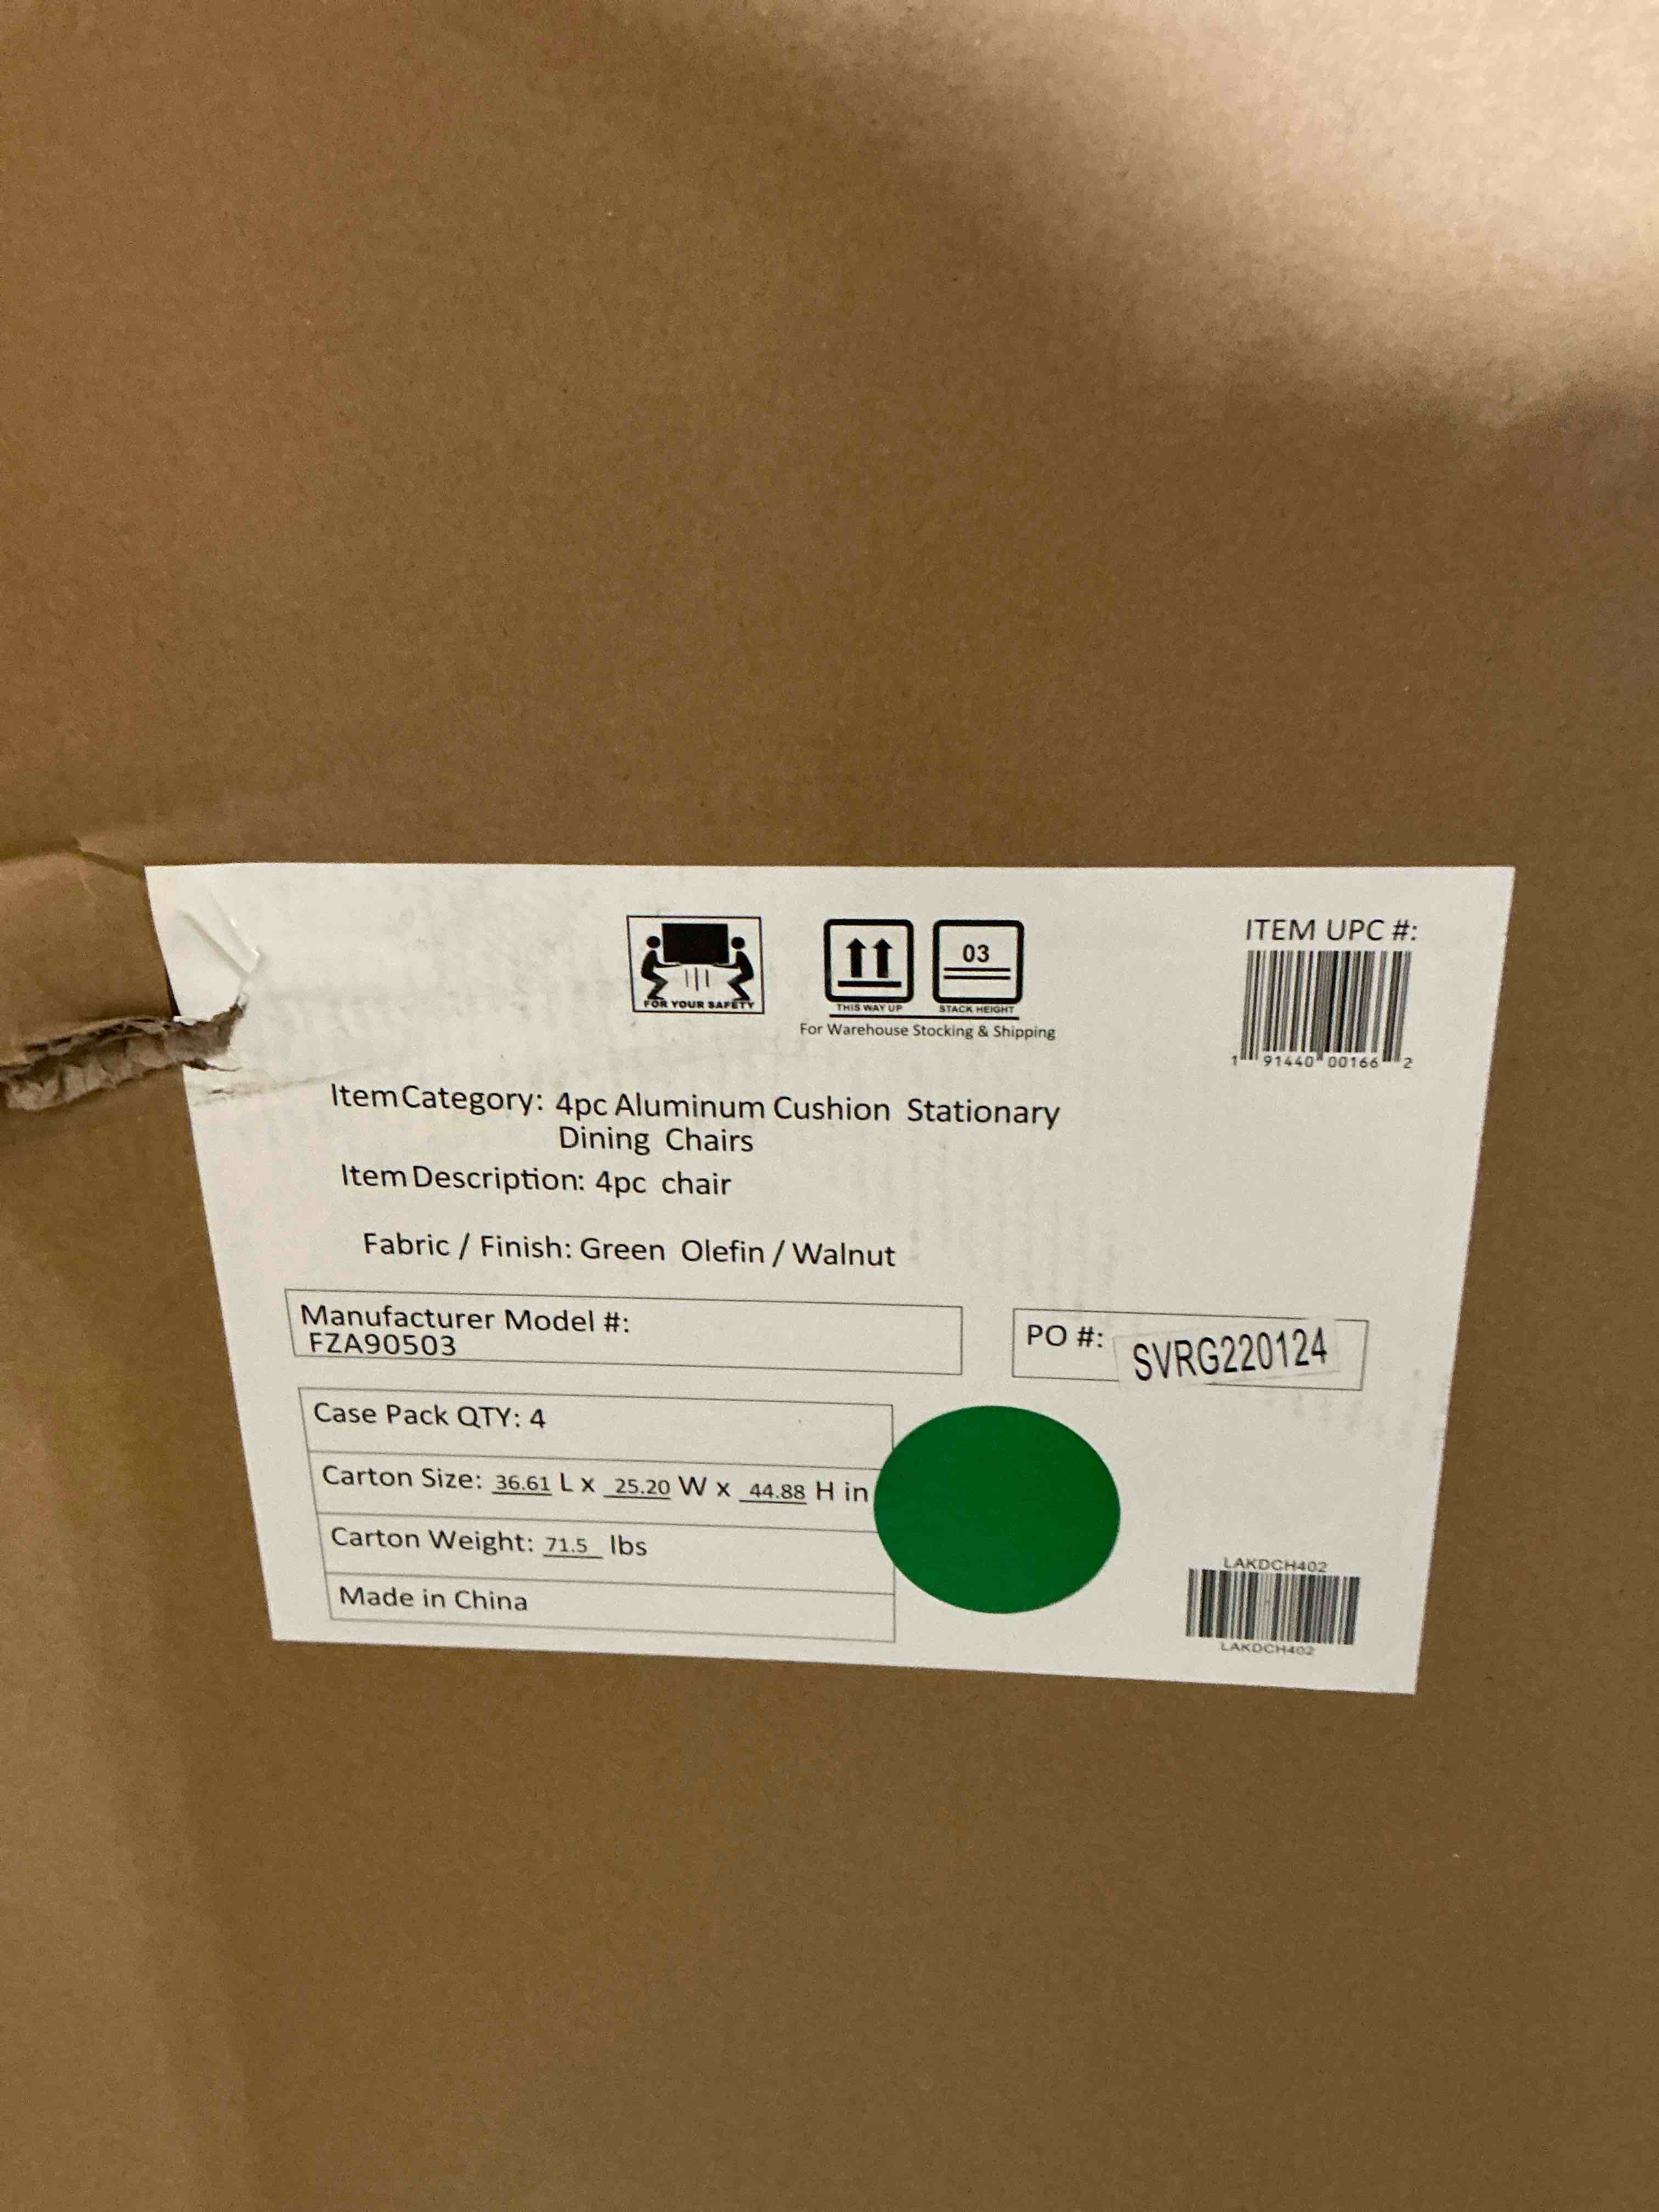 FOR YOUR SAFETY
THIS WAY UP
03
STACK HEIGHT
For Warehouse Stocking & Shipping
ITEM UPC #:
1 91440 00166 2
Item Category: 4pc Aluminum Cushion Stationary
Dining Chairs
Item Description: 4pc chair
Fabric / Finish: Green Olefin / Walnut
Manufacturer Model #:
FZA90503
PO #: SVRG220124
Case Pack QTY: 4
Carton Size: 36.61 L x 25.20 W x 44.88 H in
Carton Weight: 71.5 lbs
Made in China
LAKDCH402
LAKDCH402